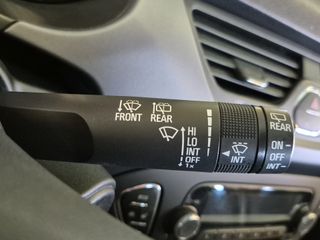 FRONT REAR
HI
LO
INT
OFF
1x
INT
REAR
ON
OFF
INT